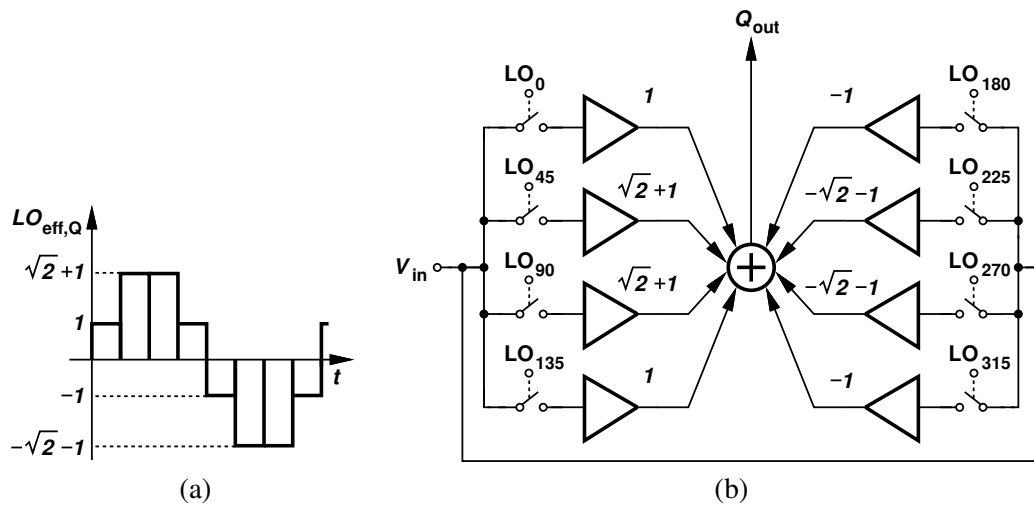 LO_eff,Q
√2 +1
1
−1
−√2 −1
t
(a)
Q_out
V_in
LO_0
1
LO_45
√2 +1
LO_90
√2 +1
LO_135
1
−1
LO_180
−√2 −1
LO_225
−√2 −1
LO_270
−1
LO_315
+
(b)